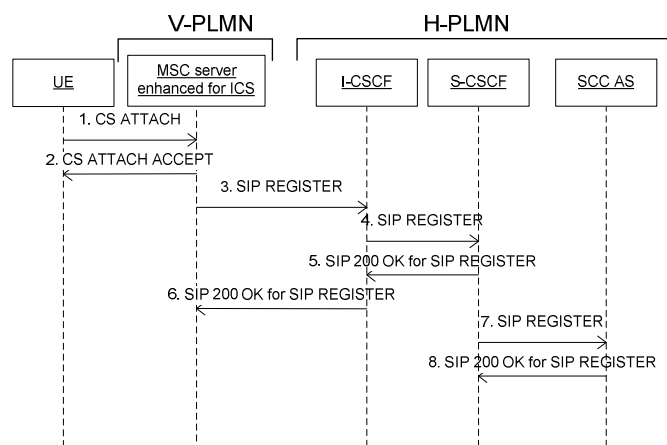 V-PLMN
H-PLMN
UE
MSC server
enhanced for ICS
I-CSCF
S-CSCF
SCC AS
1. CS ATTACH
2. CS ATTACH ACCEPT
3. SIP REGISTER
4. SIP REGISTER
5. SIP 200 OK for SIP REGISTER
6. SIP 200 OK for SIP REGISTER
7. SIP REGISTER
8. SIP 200 OK for SIP REGISTER